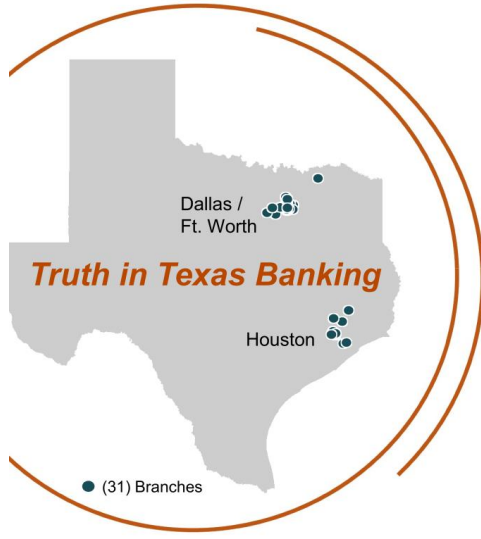 Dallas /
Ft. Worth
Truth in Texas Banking
Houston
(31) Branches